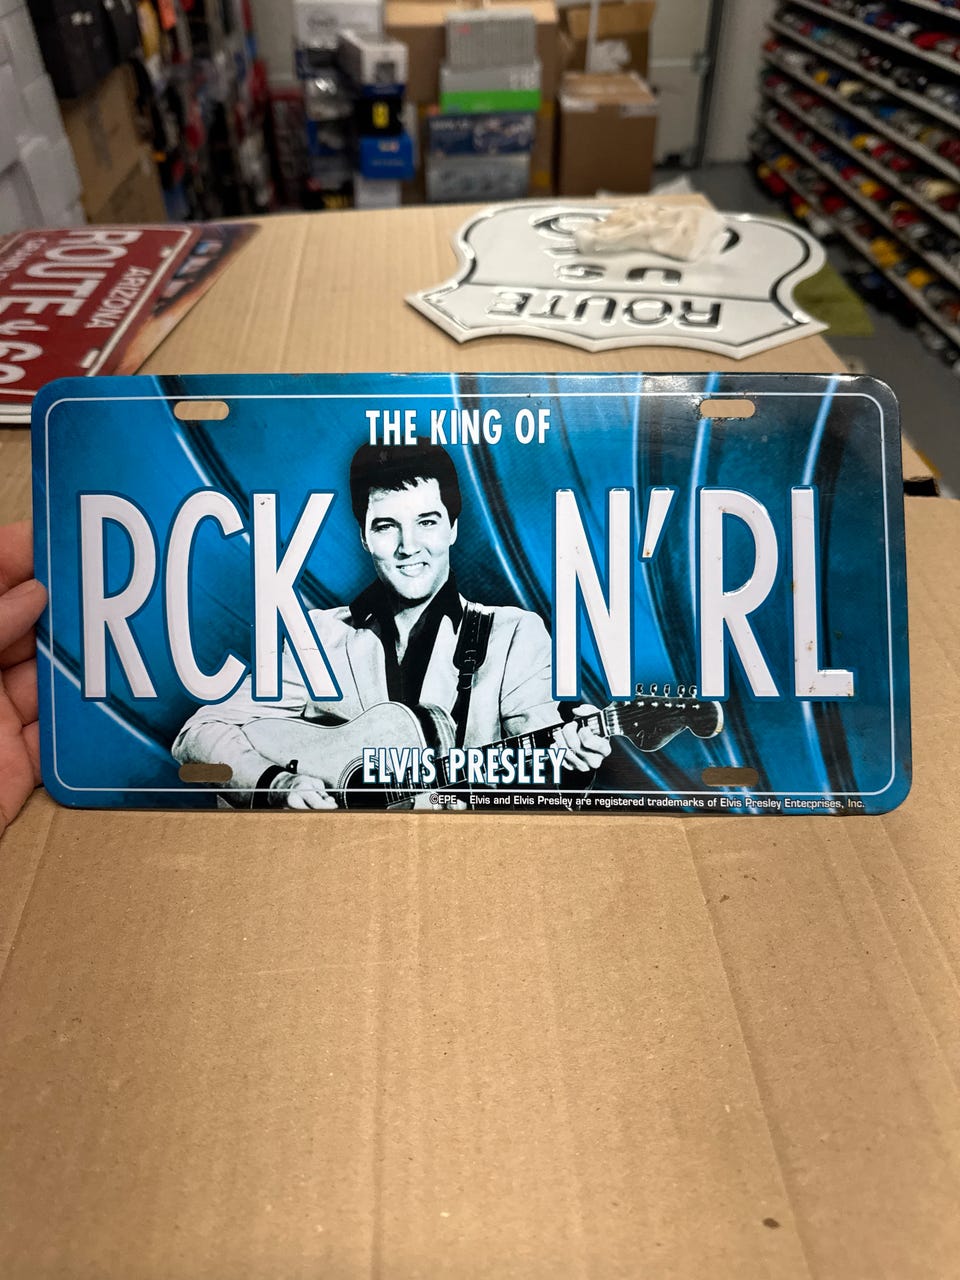 ROUTE
US
ARIZONA
ROUTE
THE KING OF
RCK N'RL
ELVIS PRESLEY
©EPE Elvis and Elvis Presley are registered trademarks of Elvis Presley Enterprises, Inc.